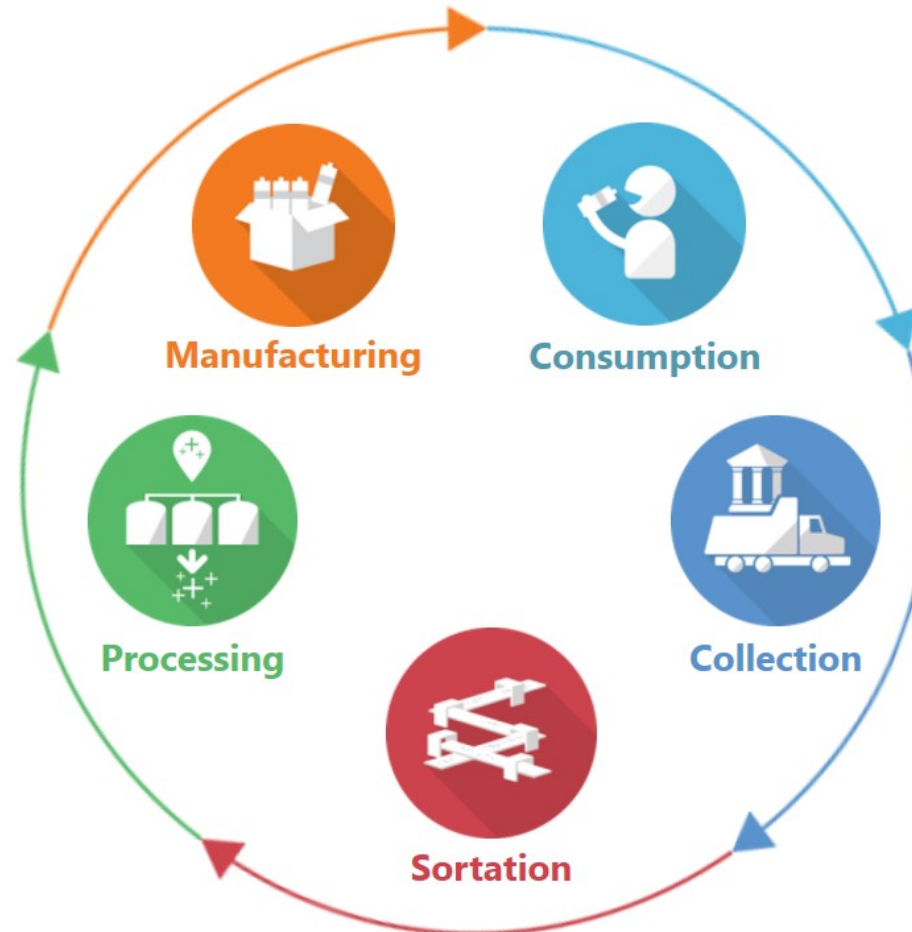 Manufacturing
Consumption
Processing
Collection
Sortation